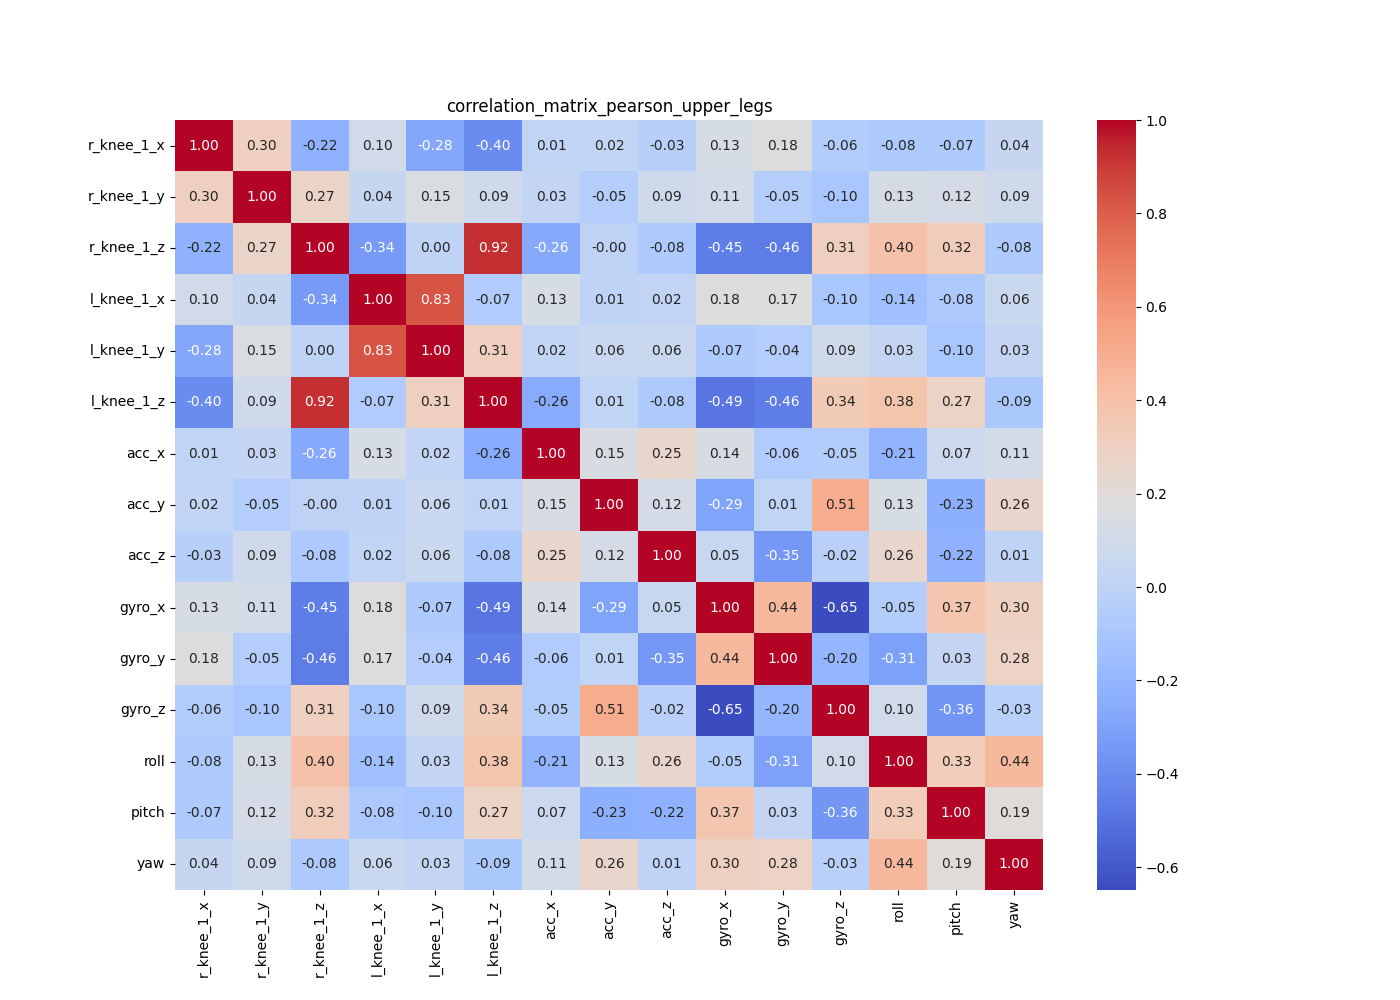 correlation_matrix_pearson_upper_legs
r_knee_1_x 1.00 0.30 -0.22 0.10 -0.28 -0.40 0.01 0.02 -0.03 0.13 0.18 -0.06 -0.08 -0.07 0.04
r_knee_1_y 0.30 1.00 0.27 0.04 0.15 0.09 0.03 -0.05 0.09 0.11 -0.05 -0.10 0.13 0.12 0.09
r_knee_1_z -0.22 0.27 1.00 -0.34 0.00 0.92 -0.26 -0.00 -0.08 -0.45 -0.46 0.31 0.40 0.32 -0.08
l_knee_1_x 0.10 0.04 -0.34 1.00 0.83 -0.07 0.13 0.01 0.02 0.18 0.17 -0.10 -0.14 -0.08 0.06
l_knee_1_y -0.28 0.15 0.00 0.83 1.00 0.31 0.02 0.06 0.06 -0.07 -0.04 0.09 0.03 -0.10 0.03
l_knee_1_z -0.40 0.09 0.92 -0.07 0.31 1.00 -0.26 0.01 -0.08 -0.49 -0.46 0.34 0.38 0.27 -0.09
acc_x 0.01 0.03 -0.26 0.13 0.02 -0.26 1.00 0.15 0.25 0.14 -0.06 -0.05 -0.21 0.07 0.11
acc_y 0.02 -0.05 -0.00 0.01 0.06 0.01 0.15 1.00 0.12 -0.29 0.01 0.51 0.13 -0.23 0.26
acc_z -0.03 0.09 -0.08 0.02 0.06 -0.08 0.25 0.12 1.00 0.05 -0.35 -0.02 0.26 -0.22 0.01
gyro_x 0.13 0.11 -0.45 0.18 -0.07 -0.49 0.14 -0.29 0.05 1.00 0.44 -0.65 -0.05 0.37 0.30
gyro_y 0.18 -0.05 -0.46 0.17 -0.04 -0.46 -0.06 0.01 -0.35 0.44 1.00 -0.20 -0.31 0.03 0.28
gyro_z -0.06 -0.10 0.31 -0.10 0.09 0.34 -0.05 0.51 -0.02 -0.65 -0.20 1.00 0.10 -0.36 -0.03
roll -0.08 0.13 0.40 -0.14 0.03 0.38 -0.21 0.13 0.26 -0.05 -0.31 0.10 1.00 0.33 0.44
pitch -0.07 0.12 0.32 -0.08 -0.10 0.27 0.07 -0.23 -0.22 0.37 0.03 -0.36 0.33 1.00 0.19
yaw 0.04 0.09 -0.08 0.06 0.03 -0.09 0.11 0.26 0.01 0.30 0.28 -0.03 0.44 0.19 1.00
r_knee_1_x
r_knee_1_y
r_knee_1_z
l_knee_1_x
l_knee_1_y
l_knee_1_z
acc_x
acc_y
acc_z
gyro_x
gyro_y
gyro_z
roll
pitch
yaw
1.0
0.8
0.6
0.4
0.2
0.0
−0.2
−0.4
−0.6